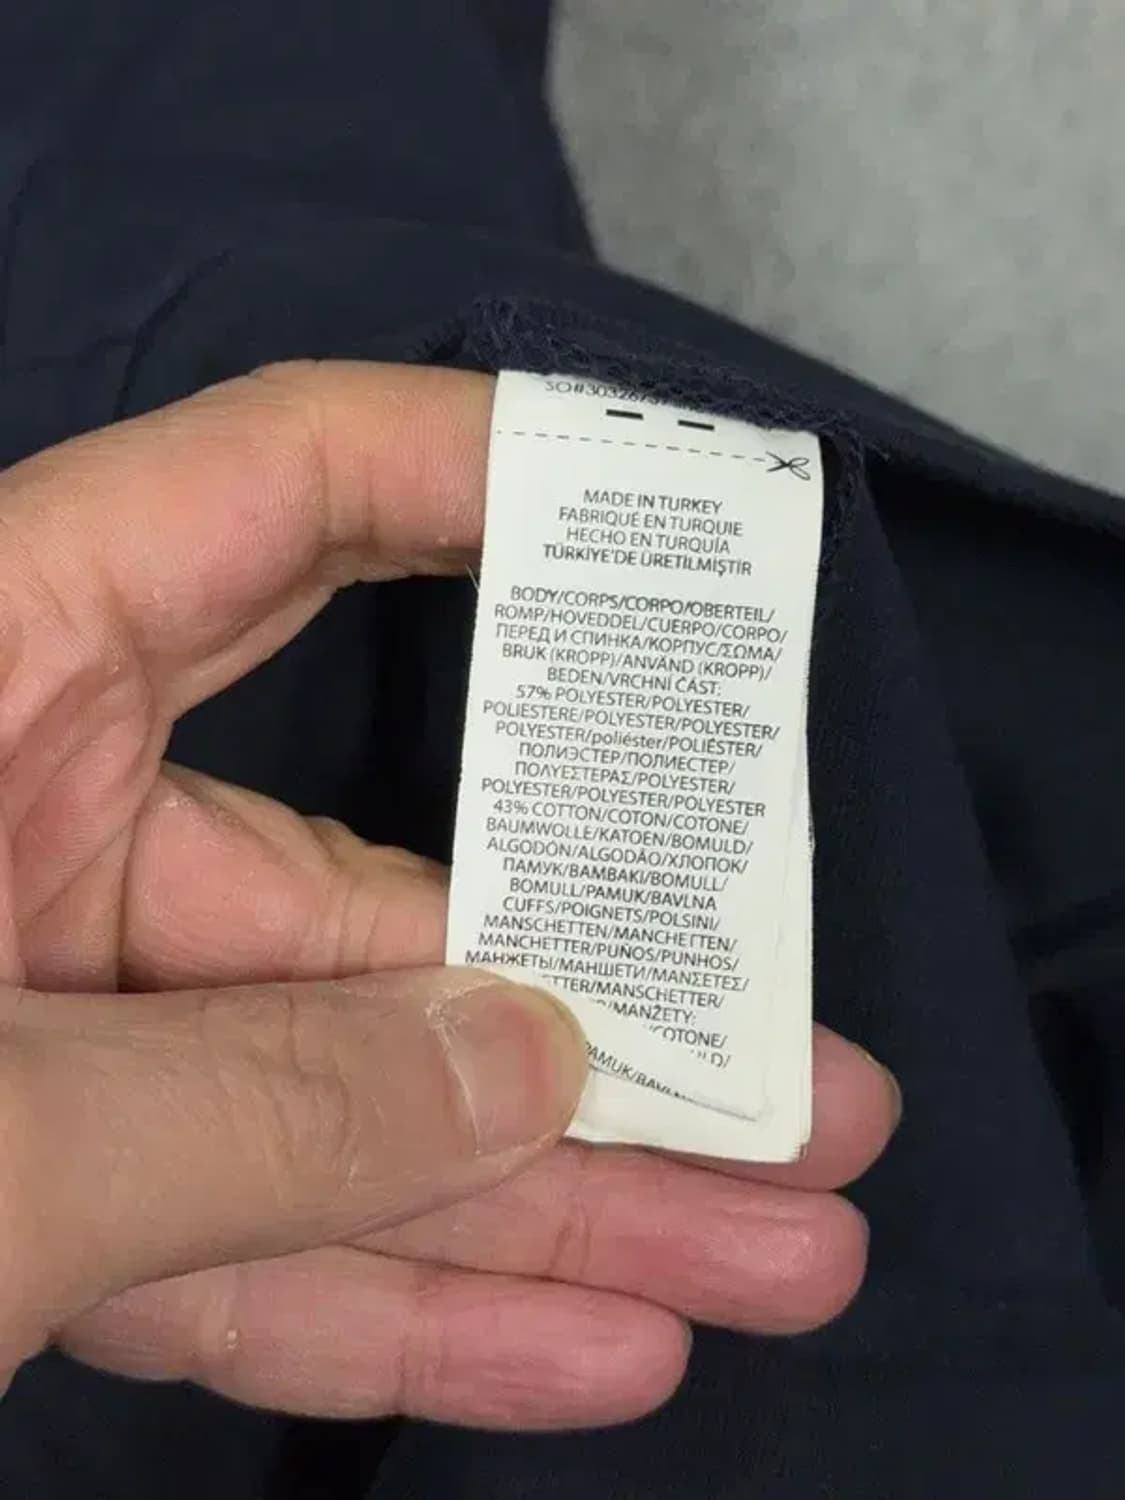 MADE IN TURKEY
FABRIQUÉ EN TURQUIE
HECHO EN TURQUÍA
TÜRKİYE'DE ÜRETİLMİŞTİR
BODY/CORPS/CORPO/OBERTEIL/
ROMP/HOVEDDEL/CUERPO/CORPO/
ПЕРЕД И СПИНКА/КОРПУС/ΣΩΜΑ/
BRUK (KROPP)/ANVÄND (KROPP)/
BEDEN/VRCHNÍ ČÁST:
57% POLYESTER/POLYESTER/
POLIESTERE/POLYESTER/POLYESTER/
POLYESTER/poliéster/POLIÉSTER/
ПОЛИЭСТЕР/ПОЛИЕСТЕР/
ΠΟΛΥΕΣΤΕΡΑΣ/POLYESTER/
POLYESTER/POLYESTER/POLYESTER
43% COTTON/COTON/COTONE/
BAUMWOLLE/KATOEN/BOMULD/
ALGODÓN/ALGODÃO/ХЛОПОК/
ПАМУК/ΒΑΜΒΑΚΙ/BOMULL/
BOMULL/PAMUK/BAVLNA
CUFFS/POIGNETS/POLSINI/
MANSCHETTEN/MANCHETTEN/
MANCHETTER/PUÑOS/PUNHOS/
МАНЖЕТЫ/МАНШЕТИ/ΜΑΝΣΕΤΕΣ/
/MANSCHETTER/
/MANŽETY:
COTONE/
PAMUK/